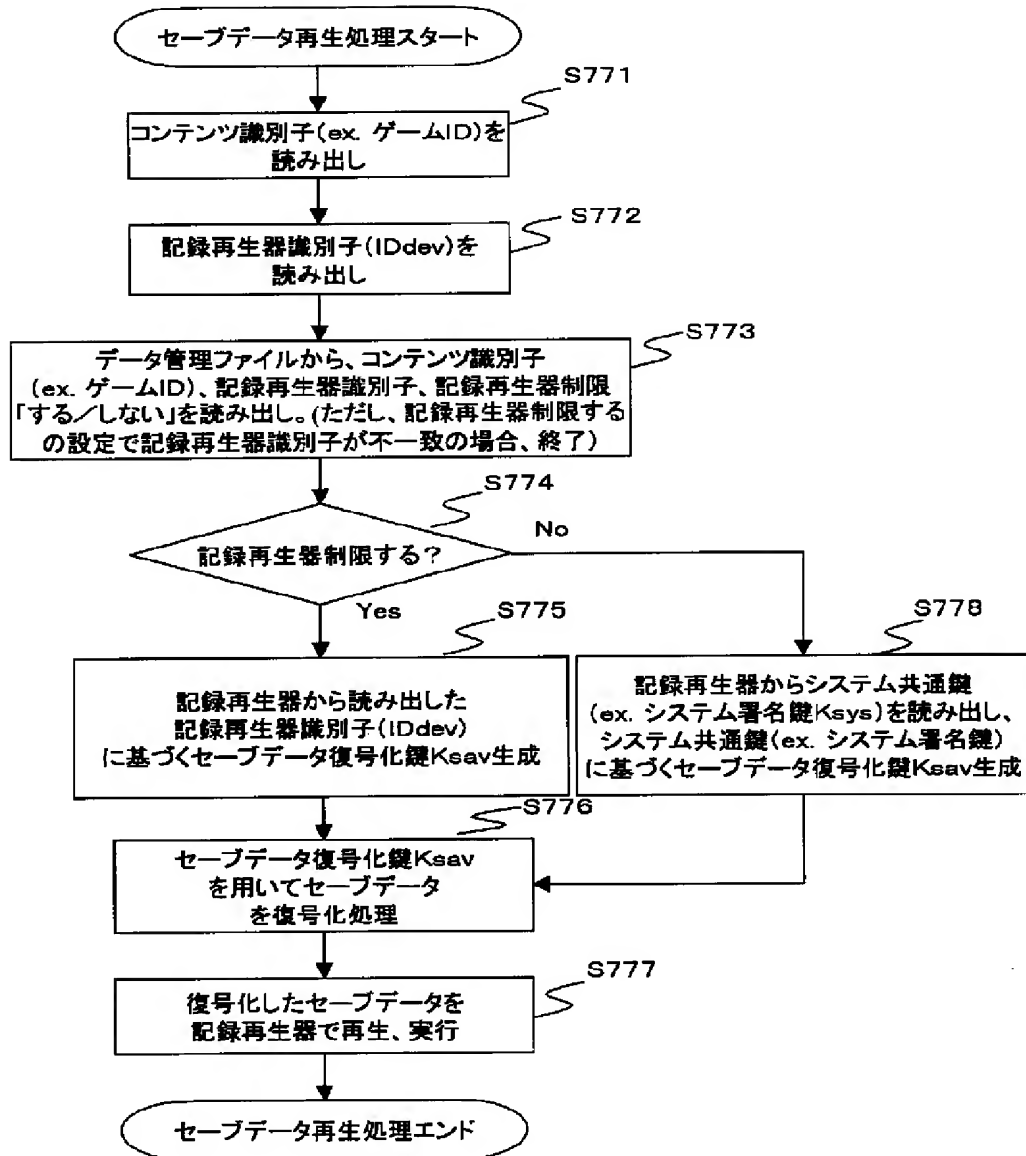 セーブデータ再生処理スタート
S771
コンテンツ識別子(ex. ゲームID)を
読み出し
S772
記録再生器識別子(IDdev)を
読み出し
S773
データ管理ファイルから、コンテンツ識別子
(ex. ゲームID)、記録再生器識別子、記録再生器制限
「する/しない」を読み出し。(ただし、記録再生器制限する
の設定で記録再生器識別子が不一致の場合、終了)
S774
記録再生器制限する?
No
Yes
S775
記録再生器から読み出した
記録再生器識別子(IDdev)
に基づくセーブデータ復号化鍵Ksav生成
S778
記録再生器からシステム共通鍵
(ex. システム署名鍵Ksys)を読み出し、
システム共通鍵(ex. システム署名鍵)
に基づくセーブデータ復号化鍵Ksav生成
S776
セーブデータ復号化鍵Ksav
を用いてセーブデータ
を復号化処理
S777
復号化したセーブデータを
記録再生器で再生、実行
セーブデータ再生処理エンド